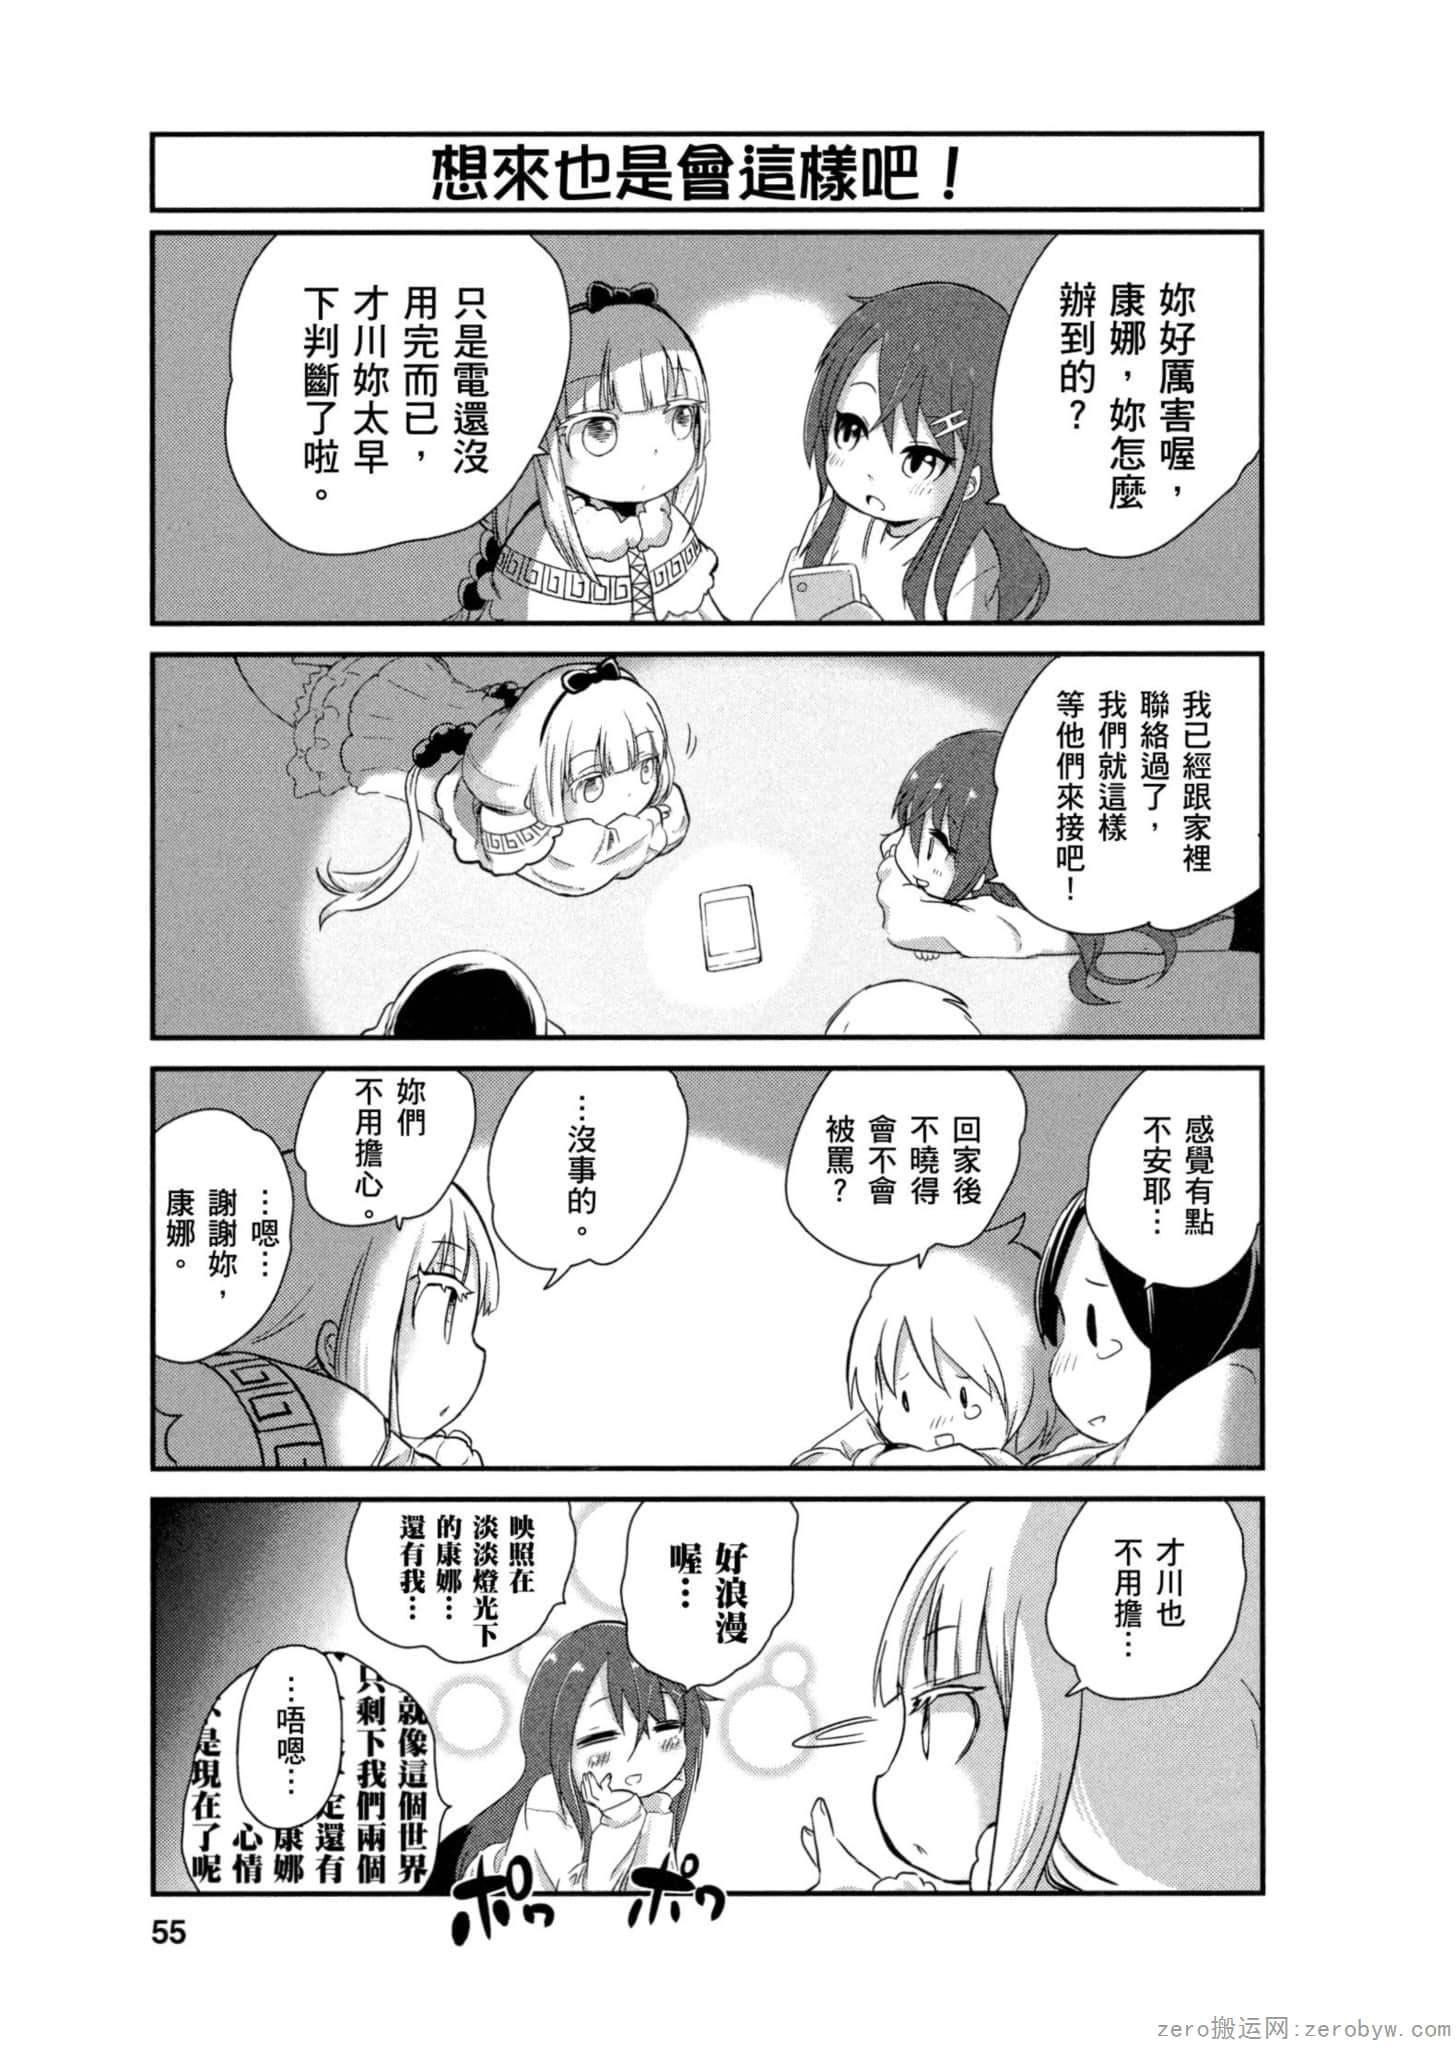 想來也是會這樣吧！
妳好厲害喔，
康娜，妳怎麼
辦到的？
只是電還沒
用完而已，
才川妳太早
下判斷了啦。
我已經跟家裡
聯絡過了，
我們就這樣
等他們來接吧！
感覺有點
不安耶…
回家後
不曉得
會不會
被罵？
…沒事的。
妳們
不用擔心。
…嗯…
謝謝妳，
康娜。
才川也
不用擔…
好浪漫
喔…
映照在
淡淡燈光下
的康娜…
還有我…
就像這個世界
只剩下我們兩個
定還有
康娜
心情
是現在了呢
…唔嗯…
ポワ
ポワ
55
zero搬运网:zerobyw.com